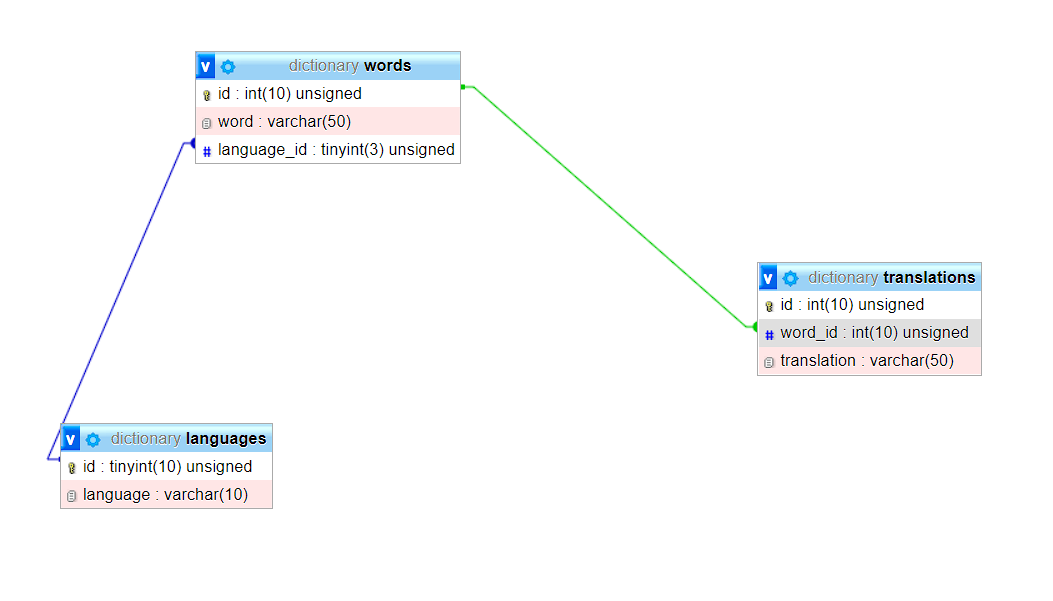 v dictionary words
id : int(10) unsigned
word : varchar(50)
# language_id : tinyint(3) unsigned
v dictionary translations
id : int(10) unsigned
# word_id : int(10) unsigned
translation : varchar(50)
v dictionary languages
id : tinyint(10) unsigned
language : varchar(10)